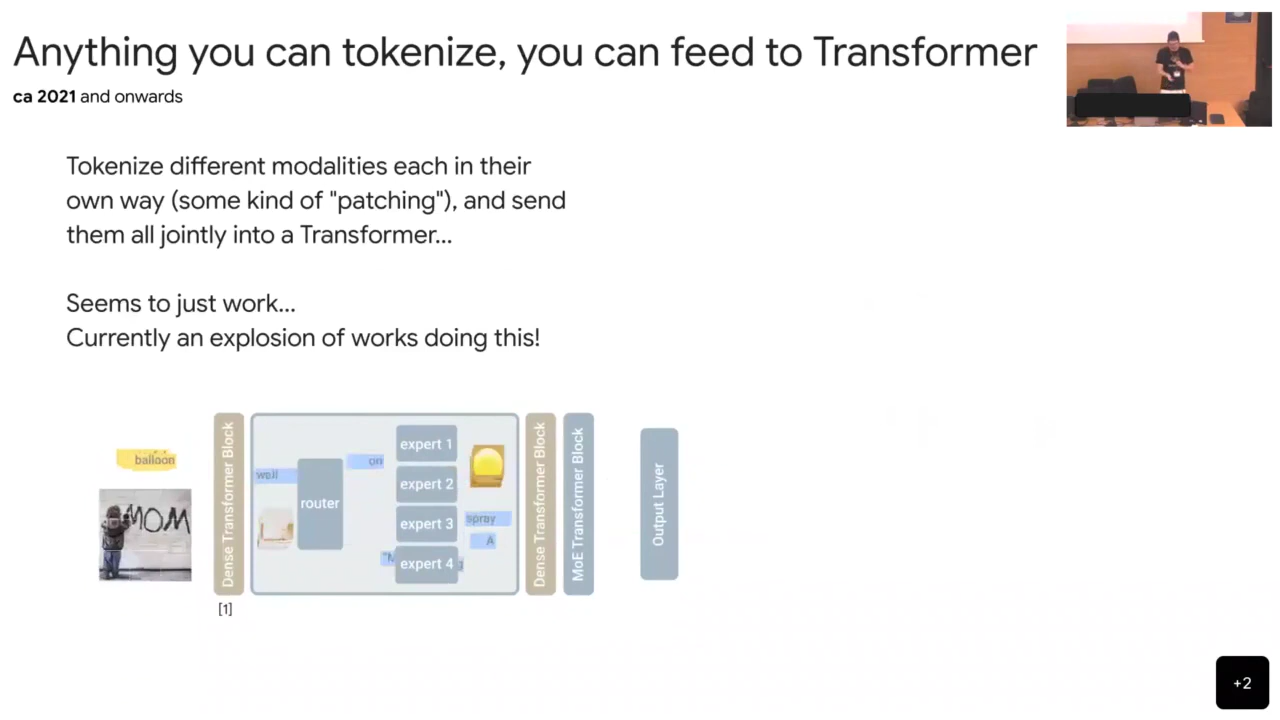 Anything you can tokenize, you can feed to Transformer
ca 2021 and onwards
Tokenize different modalities each in their
own way (some kind of "patching"), and send
them all jointly into a Transformer...
Seems to just work...
Currently an explosion of works doing this!
balloon
MOM
Dense Transformer Block
wall
router
on
expert 1
expert 2
expert 3
expert 4
spray
A
Dense Transformer Block
MoE Transformer Block
Output Layer
[1]
+2